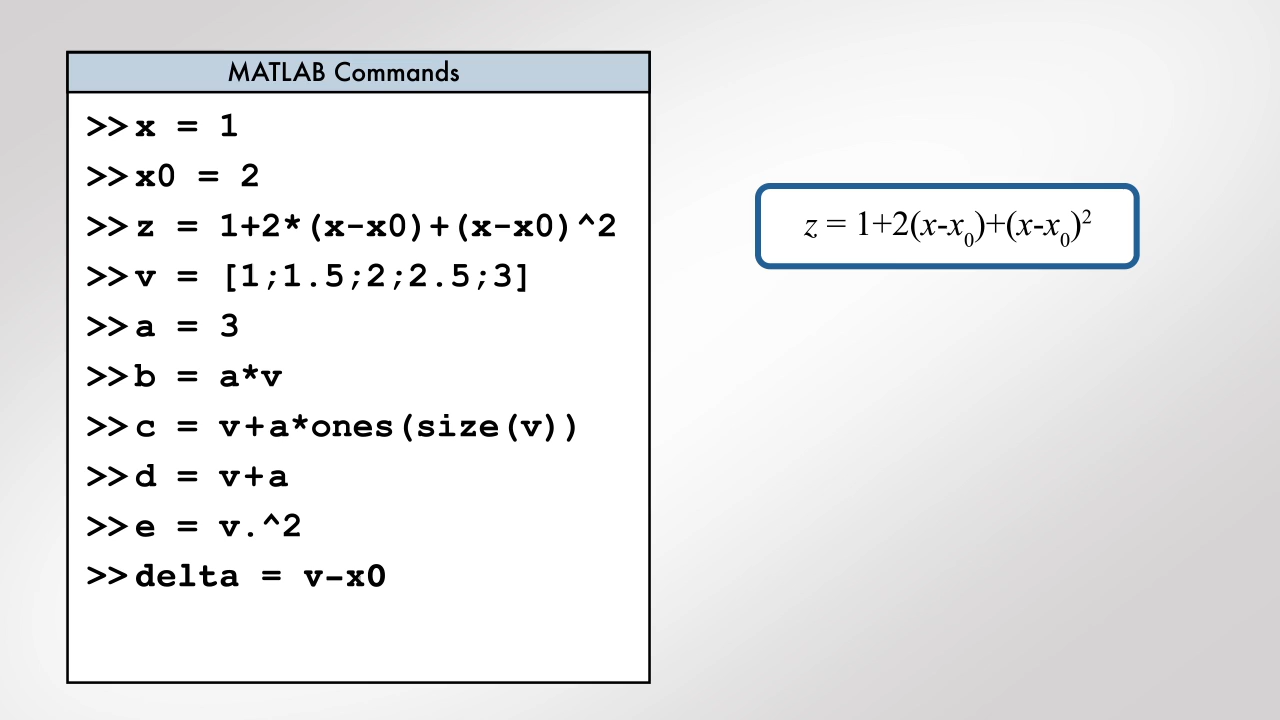 MATLAB Commands
>>x = 1
>>x0 = 2
>>z = 1+2*(x-x0)+(x-x0)^2
>>v = [1;1.5;2;2.5;3]
>>a = 3
>>b = a*v
>>c = v+a*ones(size(v))
>>d = v+a
>>e = v.^2
>>delta = v-x0
z = 1+2(x-x₀)+(x-x₀)²